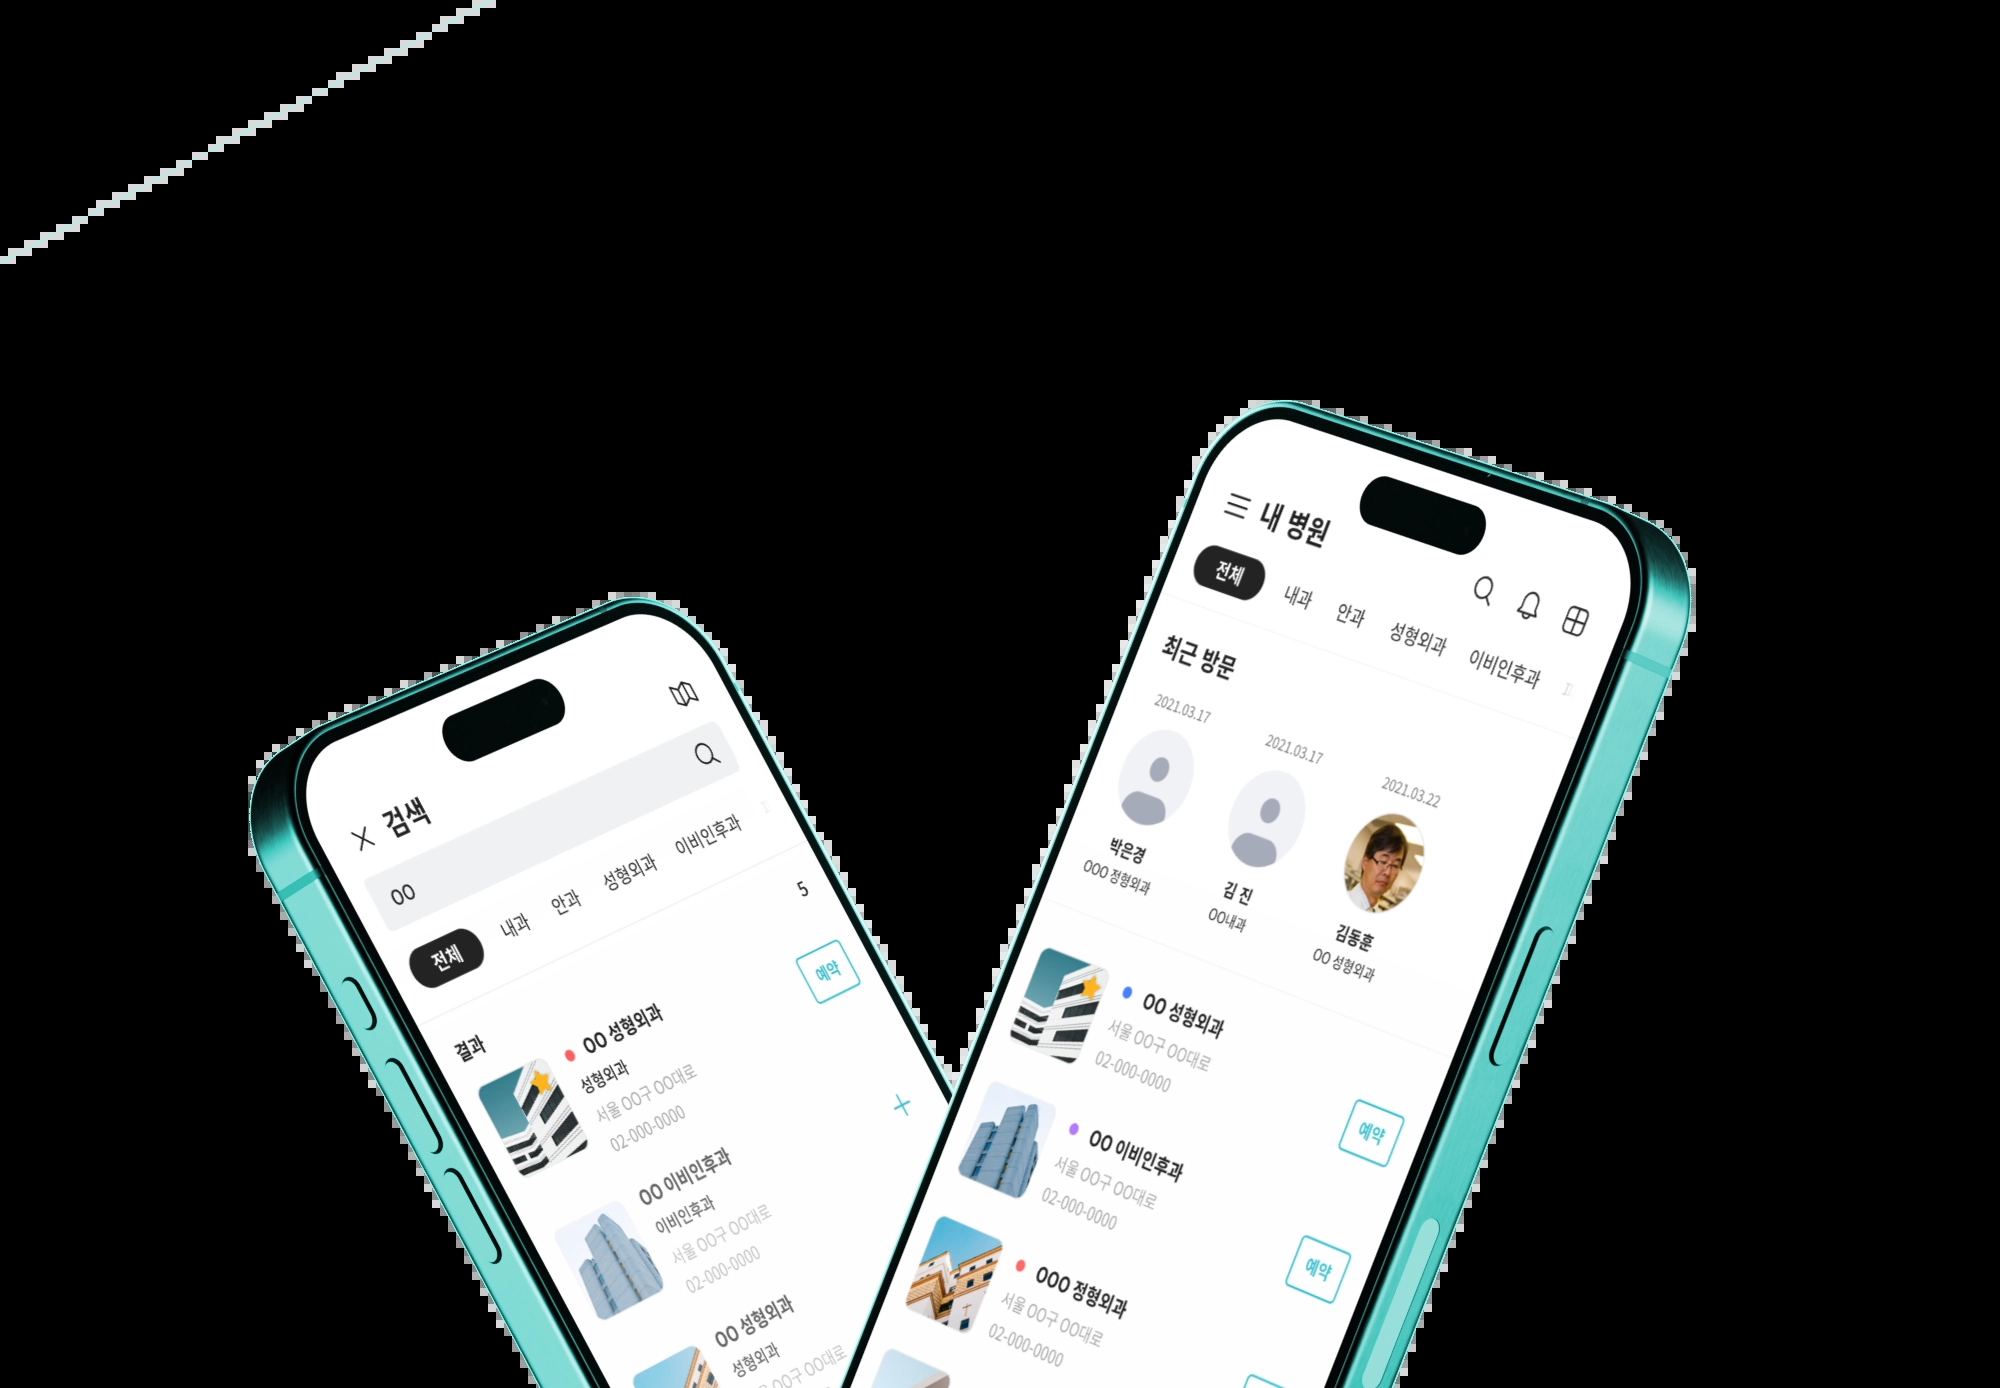 검색
OO
전체 내과 안과 성형외과 이비인후과
결과 5
OO 성형외과
성형외과
서울 OO구 OO대로
02-000-0000
예약
OO 이비인후과
이비인후과
서울 OO구 OO대로
02-000-0000
OO 성형외과
성형외과
서울 OO구 OO대로
내 병원
전체 내과 안과 성형외과 이비인후과
최근 방문
2021.03.17
박은경
OOO 정형외과
2021.03.17
김 진
OO내과
2021.03.22
김동훈
OO 성형외과
OO 성형외과
서울 OO구 OO대로
02-000-0000
예약
OO 이비인후과
서울 OO구 OO대로
02-000-0000
예약
OOO 정형외과
서울 OO구 OO대로
02-000-0000